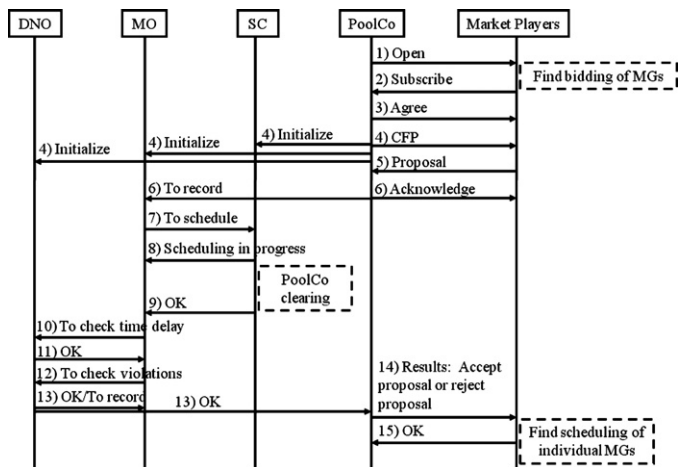 DNO
MO
SC
PoolCo
Market Players
1) Open
Find bidding of MGs
2) Subscribe
3) Agree
4) Initialize
4) Initialize
4) Initialize
4) CFP
5) Proposal
6) To record
6) Acknowledge
7) To schedule
8) Scheduling in progress
PoolCo
clearing
9) OK
10) To check time delay
11) OK
12) To check violations
13) OK/To record
13) OK
14) Results: Accept
proposal or reject
proposal
15) OK
Find scheduling of
individual MGs